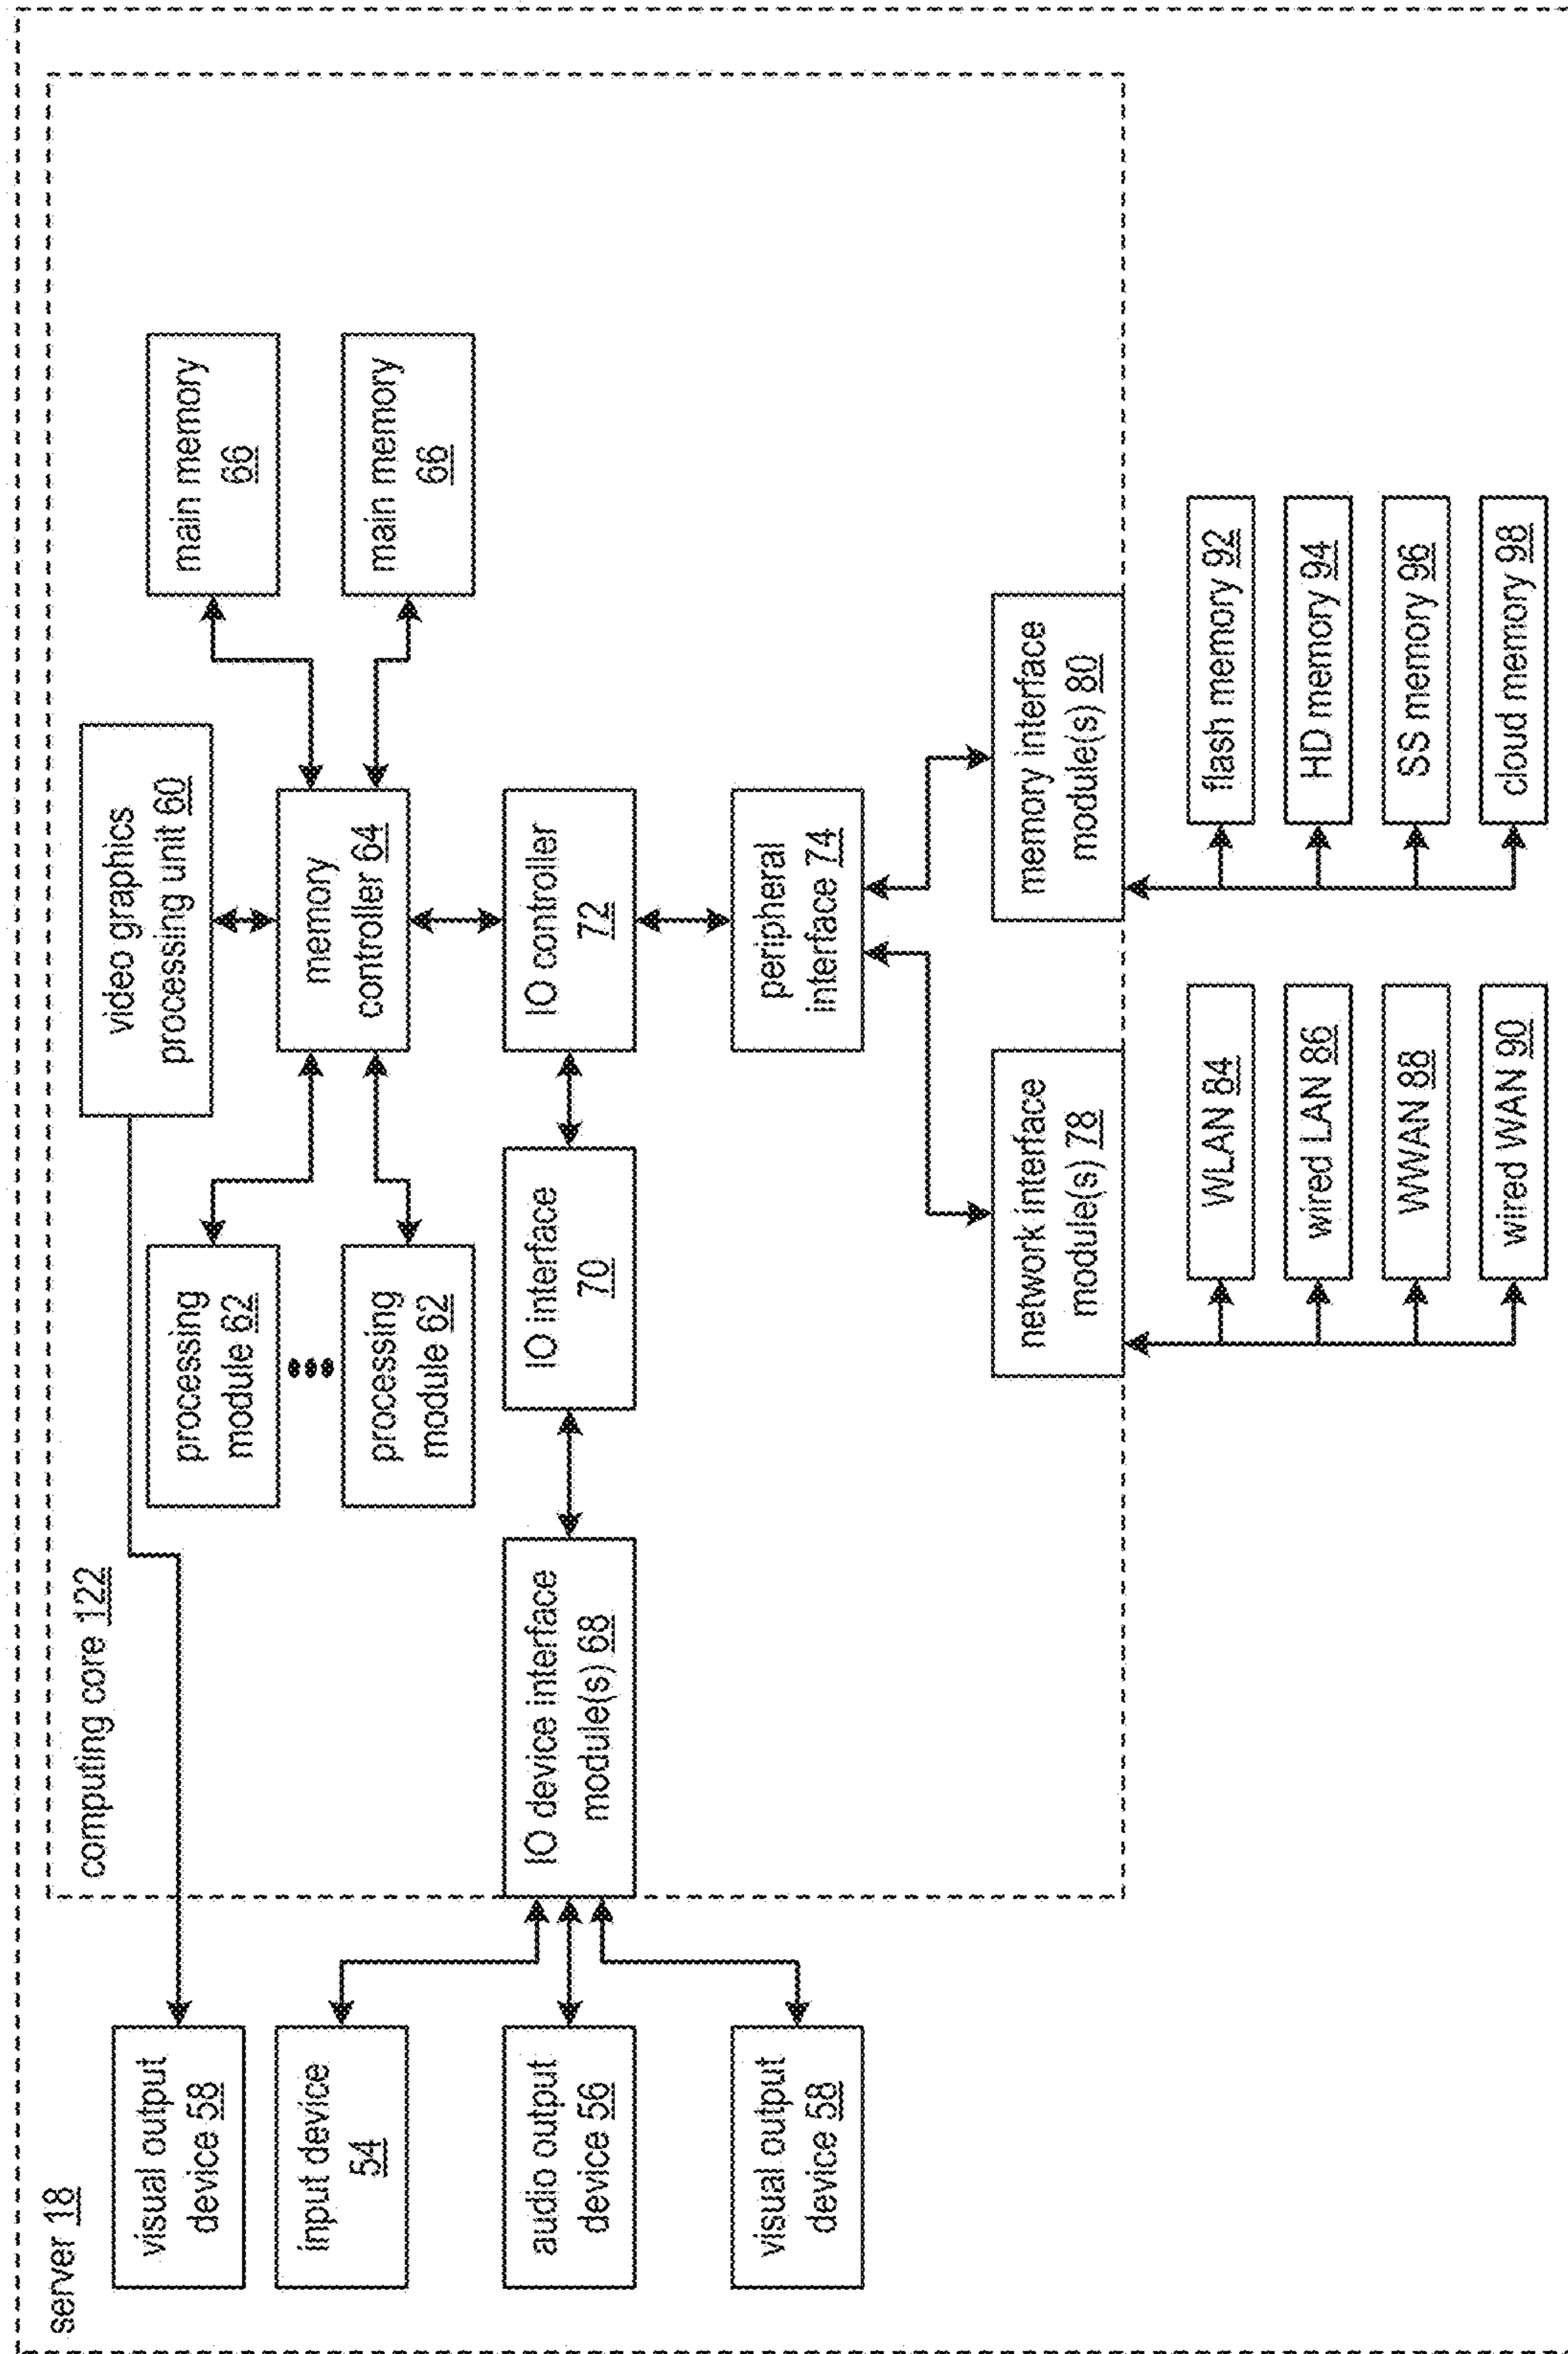 server 18
computing core 122
visual output
device 58
input device
54
audio output
device 56
visual output
device 58
video graphics
processing unit 60
processing
module 62
processing
module 62
memory
controller 64
main memory
66
main memory
66
IO device interface
module(s) 68
IO interface
70
IO controller
72
peripheral
interface 74
network interface
module(s) 78
memory interface
module(s) 80
WLAN 84
wired LAN 86
WWAN 88
wired WAN 90
flash memory 92
HD memory 94
SS memory 96
cloud memory 98